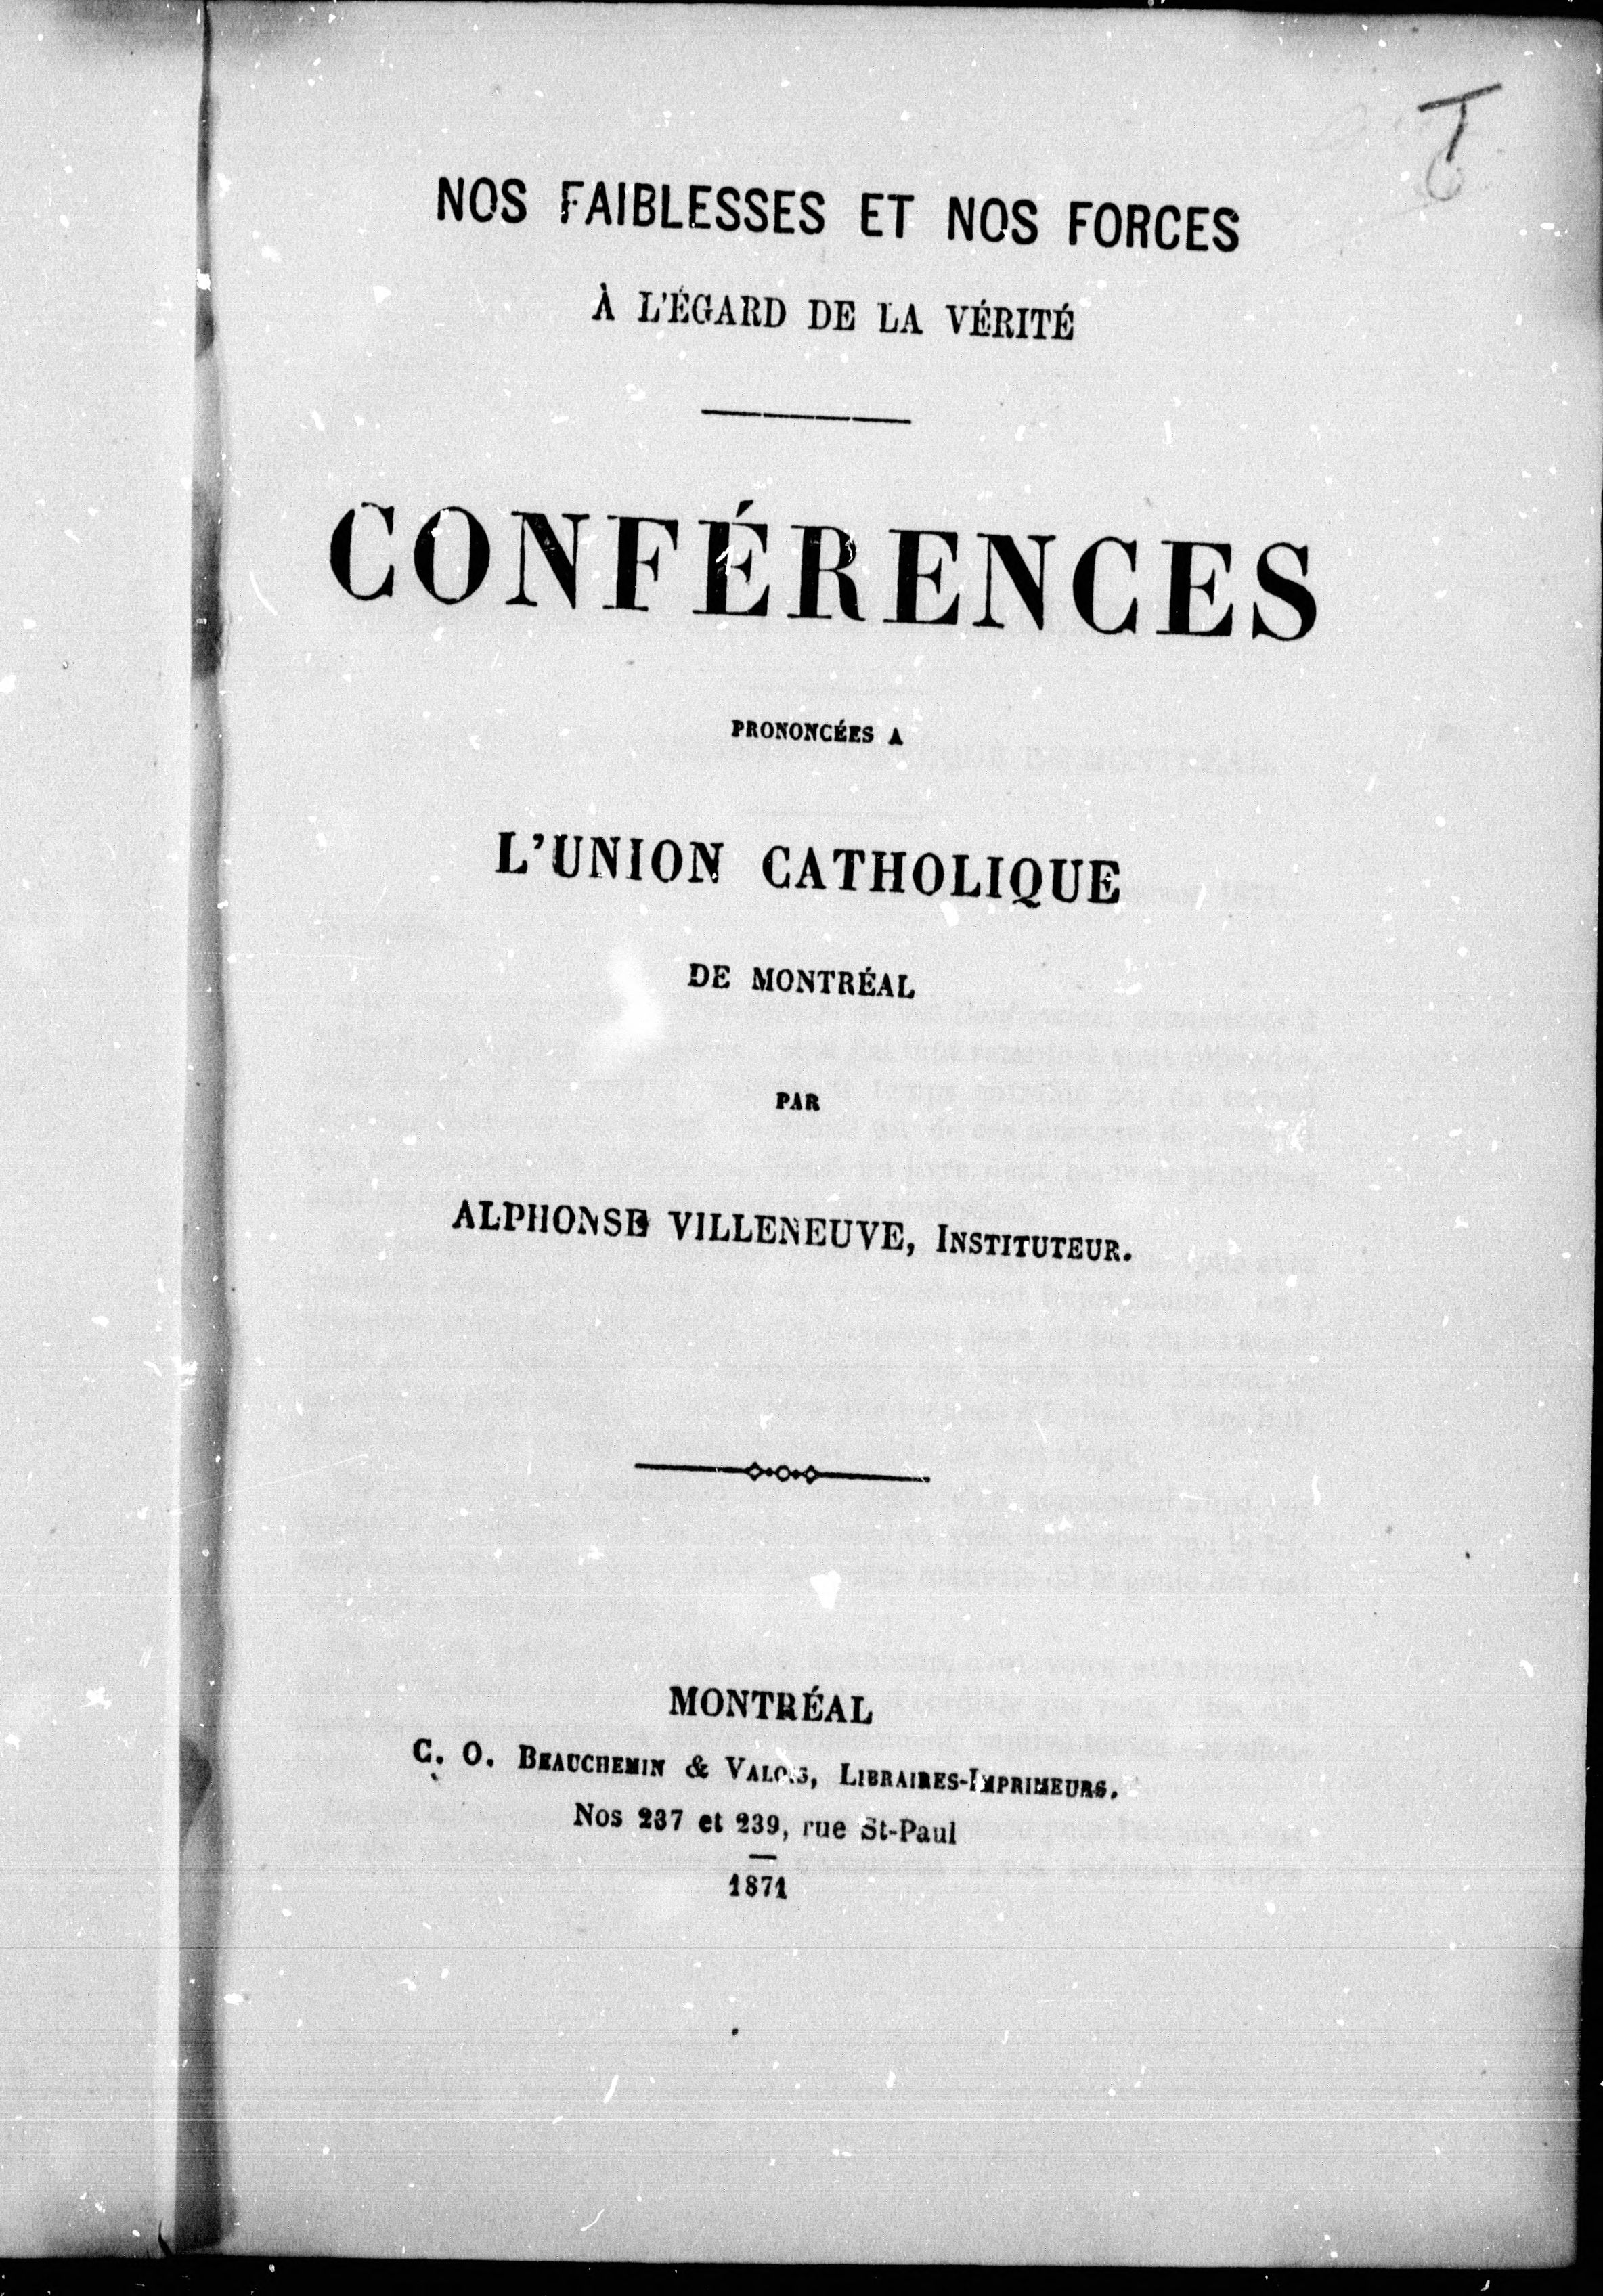 NOS FAIBLESSES ET NOS FORCES
À L'ÉGARD DE LA VÉRITÉ
CONFÉRENCES
PRONONCÉES A
L'UNION CATHOLIQUE
DE MONTRÉAL
PAR
ALPHONSE VILLENEUVE, INSTITUTEUR.
MONTRÉAL
C. O. BEAUCHEMIN & VALOIS, LIBRAIRES-IMPRIMEURS.
Nos 237 et 239, rue St-Paul
1871